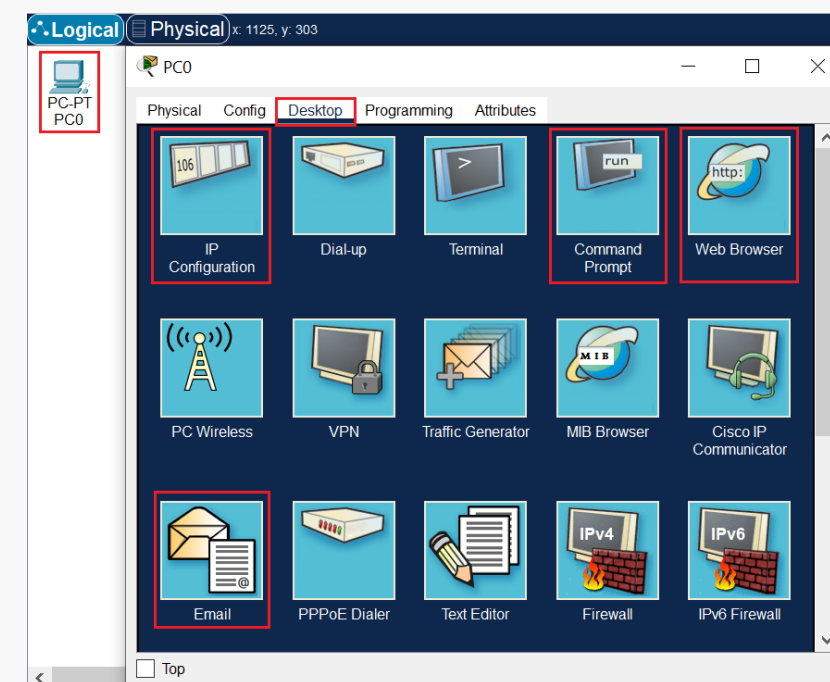 Logical Physical x: 1125, y: 303
PC-PT
PC0
PC0
Physical Config Desktop Programming Attributes
106
IP
Configuration
Dial-up
>
Terminal
run
Command
Prompt
http:
Web Browser
PC Wireless
VPN
Traffic Generator
MIB
MIB Browser
Cisco IP
Communicator
@
Email
PPPoE Dialer
Text Editor
IPv4
Firewall
IPv6
IPv6 Firewall
Top